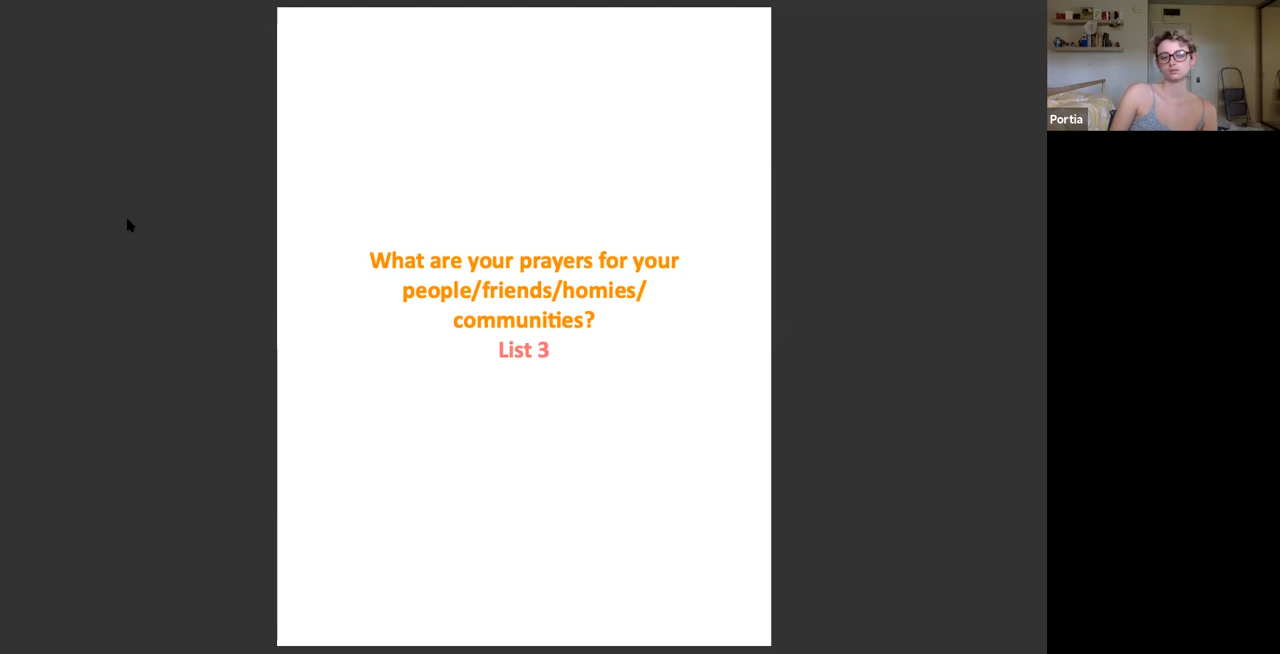 What are your prayers for your
people/friends/homies/
communities?
List 3
Portia